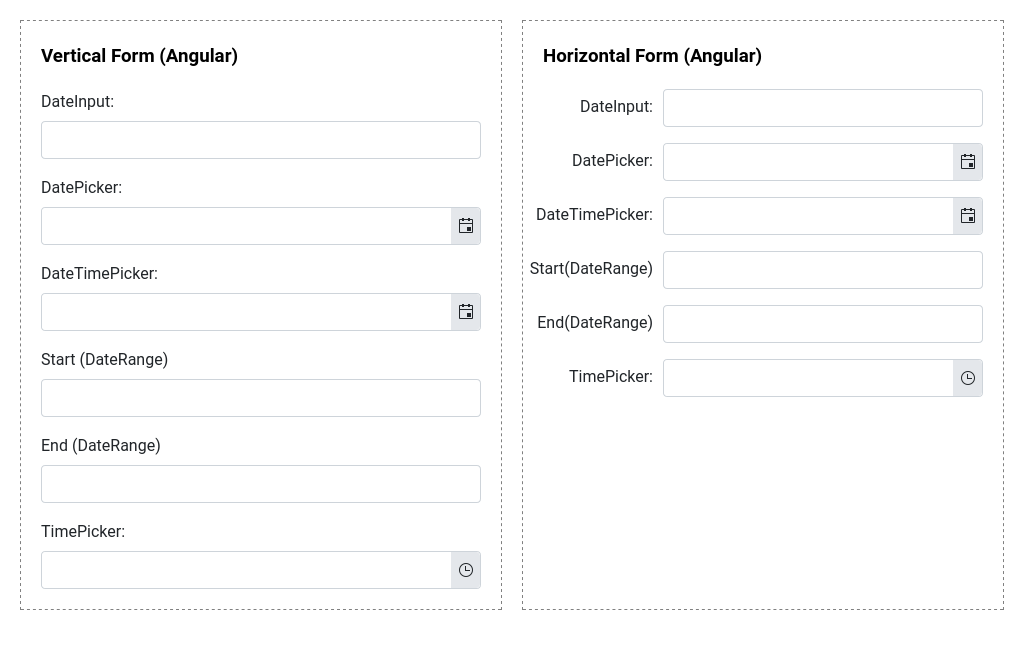 Vertical Form (Angular)
DateInput:
DatePicker:
DateTimePicker:
Start (DateRange)
End (DateRange)
TimePicker:
Horizontal Form (Angular)
DateInput:
DatePicker:
DateTimePicker:
Start(DateRange)
End(DateRange)
TimePicker: